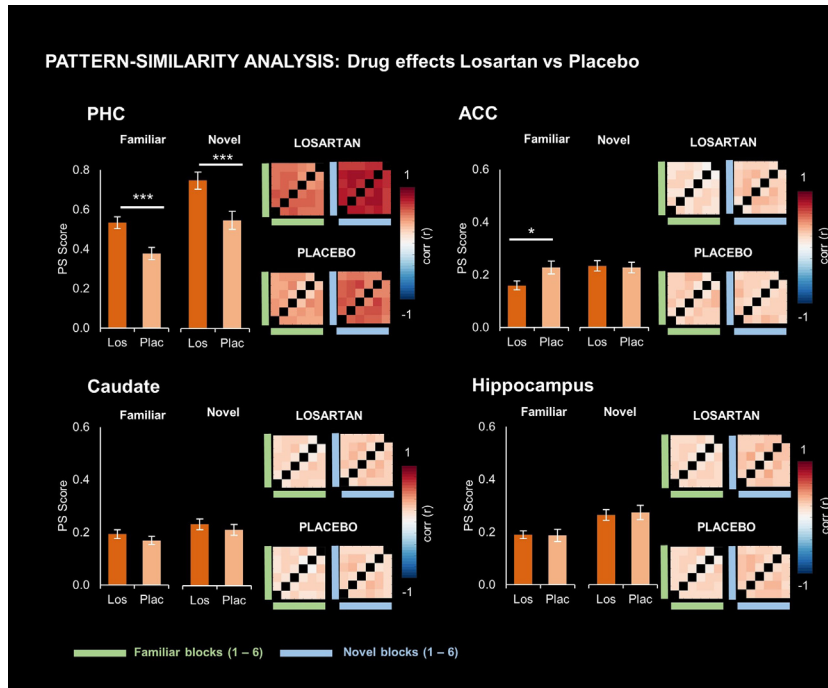 PATTERN-SIMILARITY ANALYSIS: Drug effects Losartan vs Placebo
PHC
Familiar
Novel
LOSARTAN
PLACEBO
PS Score
0.8
0.6
0.4
0.2
0.0
***
***
Los
Plac
Los
Plac
1
corr (r)
-1
ACC
Familiar
Novel
LOSARTAN
PLACEBO
PS Score
0.6
0.4
0.2
0.0
*
Los
Plac
Los
Plac
1
corr (r)
-1
Caudate
Familiar
Novel
LOSARTAN
PLACEBO
PS Score
0.6
0.4
0.2
0.0
Los
Plac
Los
Plac
1
corr (r)
-1
Hippocampus
Familiar
Novel
LOSARTAN
PLACEBO
PS Score
0.6
0.4
0.2
0.0
Los
Plac
Los
Plac
1
corr (r)
-1
Familiar blocks (1 – 6)
Novel blocks (1 – 6)